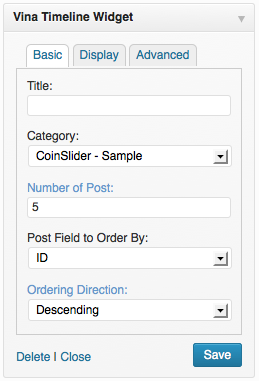 Vina Timeline Widget
Basic Display Advanced
Title:
Category:
CoinSlider - Sample
Number of Post:
5
Post Field to Order By:
ID
Ordering Direction:
Descending
Delete | Close Save